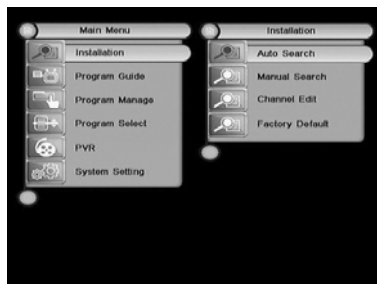 Main Menu
Installation
Program Guide
Program Manage
Program Select
PVR
System Setting
Installation
Auto Search
Manual Search
Channel Edit
Factory Default